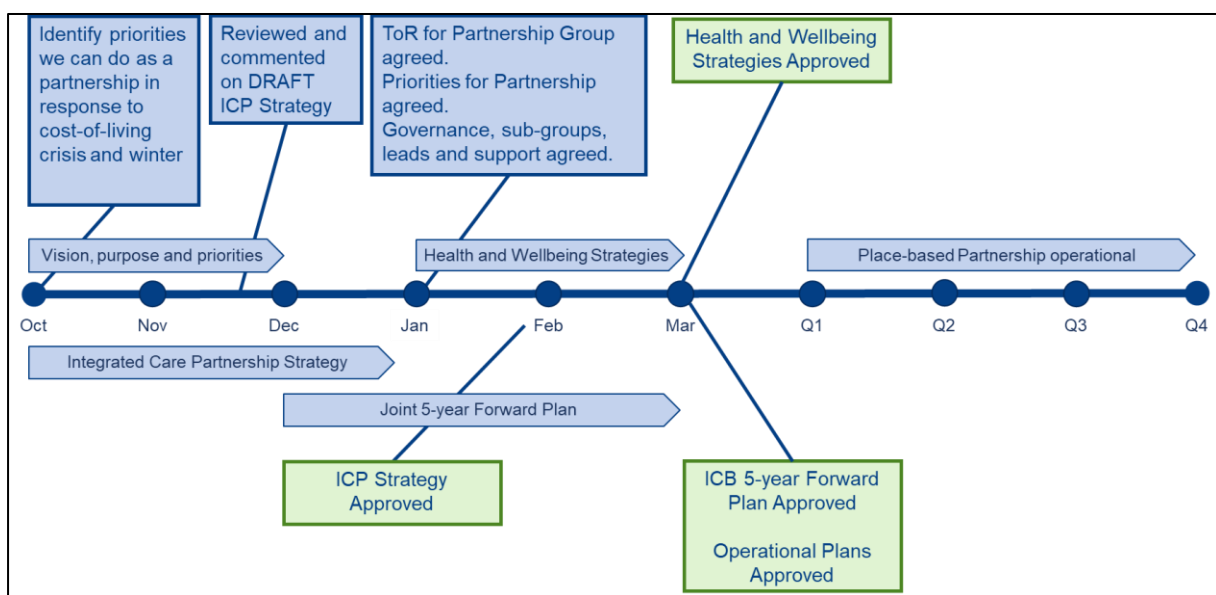 Identify priorities
we can do as a
partnership in
response to
cost-of-living
crisis and winter
Reviewed and
commented
on DRAFT
ICP Strategy
ToR for Partnership Group
agreed.
Priorities for Partnership
agreed.
Governance, sub-groups,
leads and support agreed.
Health and Wellbeing
Strategies Approved
Vision, purpose and priorities
Health and Wellbeing Strategies
Place-based Partnership operational
Oct
Nov
Dec
Jan
Feb
Mar
Q1
Q2
Q3
Q4
Integrated Care Partnership Strategy
Joint 5-year Forward Plan
ICP Strategy
Approved
ICB 5-year Forward
Plan Approved
Operational Plans
Approved